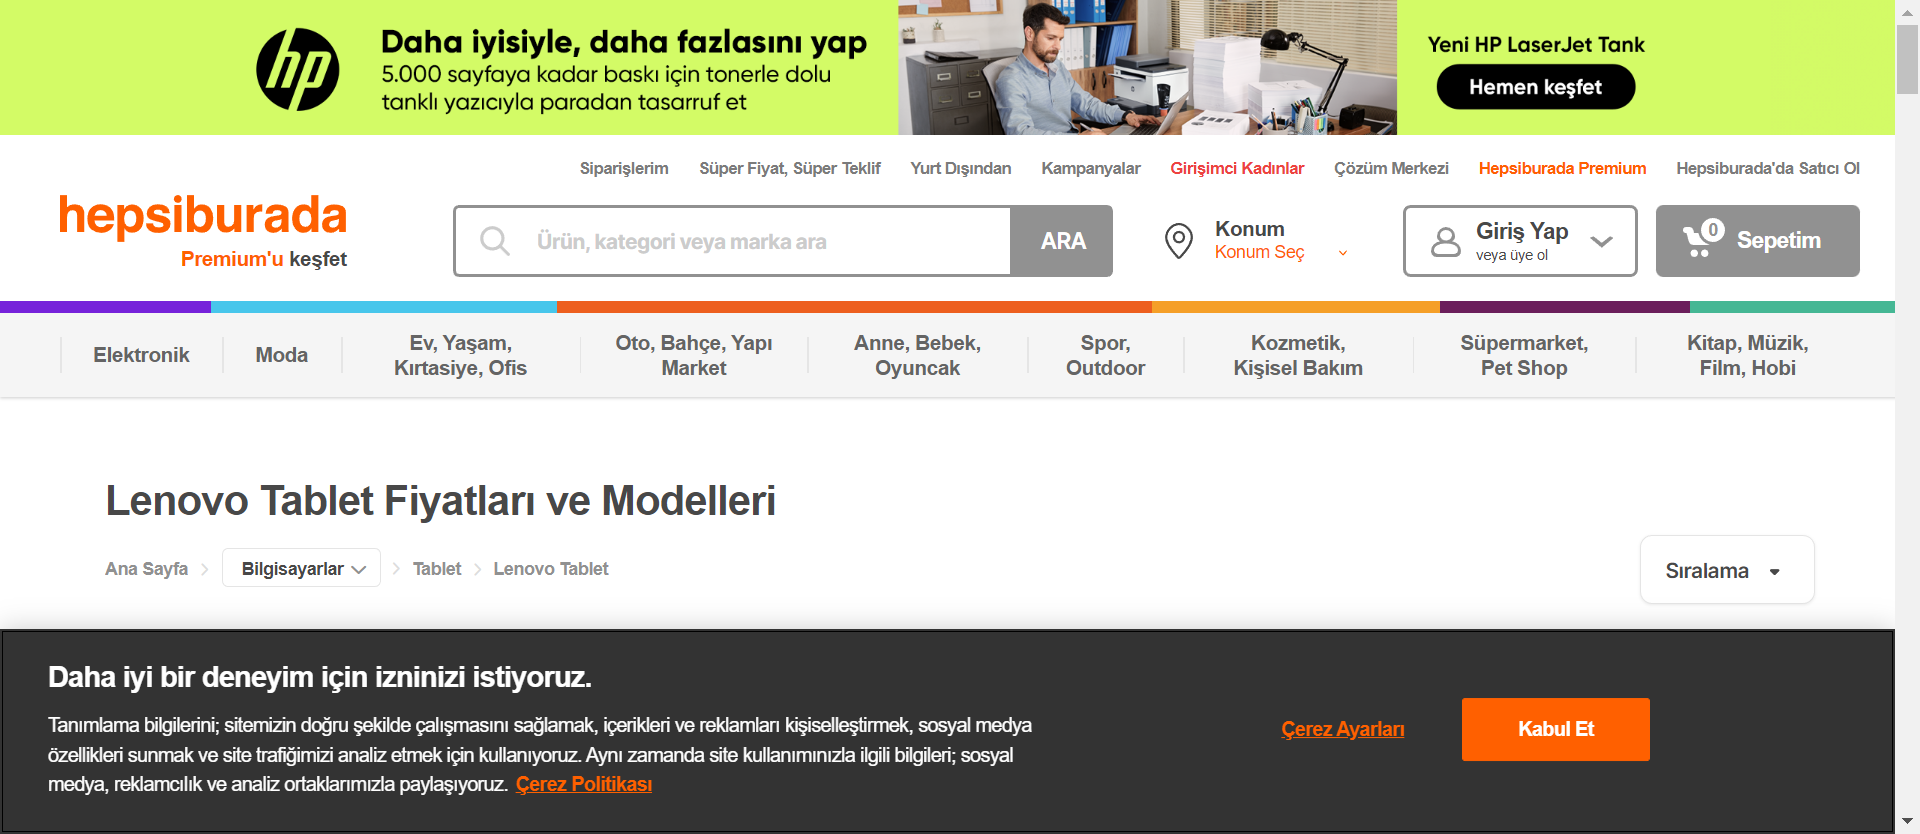 hp
Daha iyisiyle, daha fazlasını yap
5.000 sayfaya kadar baskı için tonerle dolu
tanklı yazıcıyla paradan tasarruf et
Yeni HP LaserJet Tank
Hemen keşfet
Siparişlerim Süper Fiyat, Süper Teklif Yurt Dışından Kampanyalar Girişimci Kadınlar Çözüm Merkezi Hepsiburada Premium Hepsiburada'da Satıcı Ol
hepsiburada
Premium'u keşfet
Ürün, kategori veya marka ara
ARA
Konum
Konum Seç
Giriş Yap
veya üye ol
0
Sepetim
Elektronik
Moda
Ev, Yaşam,
Kırtasiye, Ofis
Oto, Bahçe, Yapı
Market
Anne, Bebek,
Oyuncak
Spor,
Outdoor
Kozmetik,
Kişisel Bakım
Süpermarket,
Pet Shop
Kitap, Müzik,
Film, Hobi
Lenovo Tablet Fiyatları ve Modelleri
Ana Sayfa Bilgisayarlar Tablet Lenovo Tablet
Sıralama
Daha iyi bir deneyim için izninizi istiyoruz.
Tanımlama bilgilerini; sitemizin doğru şekilde çalışmasını sağlamak, içerikleri ve reklamları kişiselleştirmek, sosyal medya
özellikleri sunmak ve site trafiğimizi analiz etmek için kullanıyoruz. Aynı zamanda site kullanımınızla ilgili bilgileri; sosyal
medya, reklamcılık ve analiz ortaklarımızla paylaşıyoruz. Çerez Politikası
Çerez Ayarları
Kabul Et